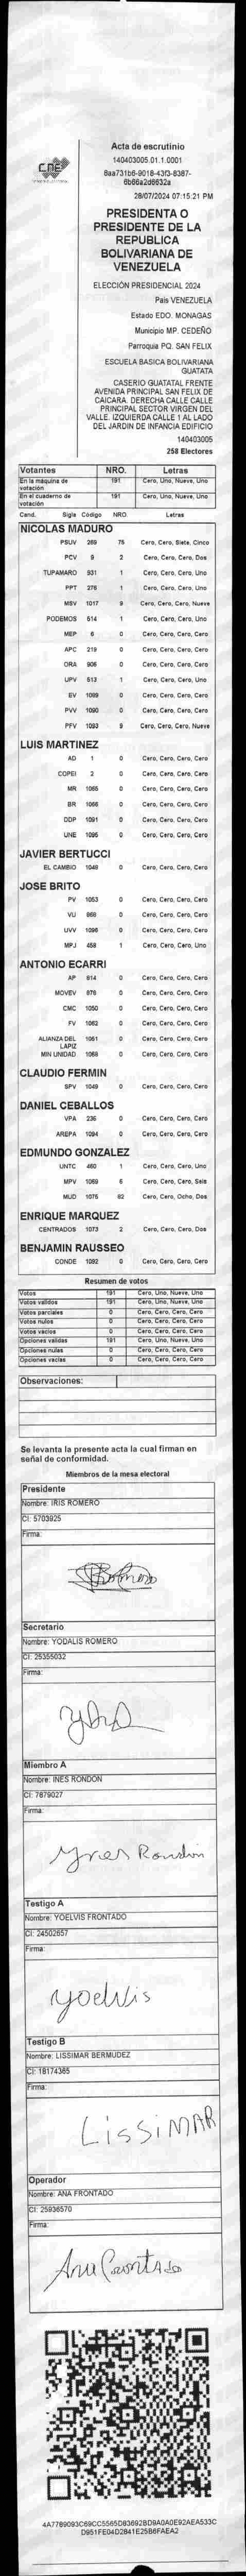 CNE
Acta de escrutinio
140403005.01.1.0001
8aa731b6-9018-43f3-8387-
6b66a2d8632a
28/07/2024 07:15:21 PM
PRESIDENTA O
PRESIDENTE DE LA
REPUBLICA
BOLIVARIANA DE
VENEZUELA
ELECCIÓN PRESIDENCIAL 2024
País VENEZUELA
Estado EDO. MONAGAS
Municipio MP. CEDEÑO
Parroquia PQ. SAN FELIX
ESCUELA BASICA BOLIVARIANA
GUATATA
CASERIO GUATATAL FRENTE
AVENIDA PRINCIPAL SAN FELIX DE
CAICARA. DERECHA CALLE CALLE
PRINCIPAL SECTOR VIRGEN DEL
VALLE. IZQUIERDA CALLE 1 AL LADO
DEL JARDIN DE INFANCIA EDIFICIO
140403005
258 Electores
Votantes NRO. Letras
En la máquina de votación 191 Cero, Uno, Nueve, Uno
En el cuaderno de votación 191 Cero, Uno, Nueve, Uno
Cand. Sigla Código NRO. Letras
NICOLAS MADURO
PSUV 269 75 Cero, Cero, Siete, Cinco
PCV 9 2 Cero, Cero, Cero, Dos
TUPAMARO 931 1 Cero, Cero, Cero, Uno
PPT 276 1 Cero, Cero, Cero, Uno
MSV 1017 9 Cero, Cero, Cero, Nueve
PODEMOS 514 1 Cero, Cero, Cero, Uno
MEP 6 0 Cero, Cero, Cero, Cero
APC 219 0 Cero, Cero, Cero, Cero
ORA 906 0 Cero, Cero, Cero, Cero
UPV 513 1 Cero, Cero, Cero, Uno
EV 1089 0 Cero, Cero, Cero, Cero
PVV 1090 0 Cero, Cero, Cero, Cero
PFV 1093 9 Cero, Cero, Cero, Nueve
LUIS MARTINEZ
AD 1 0 Cero, Cero, Cero, Cero
COPEI 2 0 Cero, Cero, Cero, Cero
MR 1065 0 Cero, Cero, Cero, Cero
BR 1066 0 Cero, Cero, Cero, Cero
DDP 1091 0 Cero, Cero, Cero, Cero
UNE 1095 0 Cero, Cero, Cero, Cero
JAVIER BERTUCCI
EL CAMBIO 1048 0 Cero, Cero, Cero, Cero
JOSE BRITO
PV 1053 0 Cero, Cero, Cero, Cero
VU 868 0 Cero, Cero, Cero, Cero
UVV 1096 0 Cero, Cero, Cero, Cero
MPJ 458 1 Cero, Cero, Cero, Uno
ANTONIO ECARRI
AP 814 0 Cero, Cero, Cero, Cero
MOVEV 876 0 Cero, Cero, Cero, Cero
CMC 1050 0 Cero, Cero, Cero, Cero
FV 1062 0 Cero, Cero, Cero, Cero
ALIANZA DEL LAPIZ 1051 0 Cero, Cero, Cero, Cero
MIN UNIDAD 1068 0 Cero, Cero, Cero, Cero
CLAUDIO FERMIN
SPV 1049 0 Cero, Cero, Cero, Cero
DANIEL CEBALLOS
VPA 236 0 Cero, Cero, Cero, Cero
AREPA 1094 0 Cero, Cero, Cero, Cero
EDMUNDO GONZALEZ
UNTC 460 1 Cero, Cero, Cero, Uno
MPV 1069 6 Cero, Cero, Cero, Seis
MUD 1075 82 Cero, Cero, Ocho, Dos
ENRIQUE MARQUEZ
CENTRADOS 1073 2 Cero, Cero, Cero, Dos
BENJAMIN RAUSSEO
CONDE 1092 0 Cero, Cero, Cero, Cero
Resumen de votos
Votos 191 Cero, Uno, Nueve, Uno
Votos validos 191 Cero, Uno, Nueve, Uno
Votos parciales 0 Cero, Cero, Cero, Cero
Votos nulos 0 Cero, Cero, Cero, Cero
Votos vacíos 0 Cero, Cero, Cero, Cero
Opciones validas 191 Cero, Uno, Nueve, Uno
Opciones nulas 0 Cero, Cero, Cero, Cero
Opciones vacías 0 Cero, Cero, Cero, Cero
Observaciones:
Se levanta la presente acta la cual firman en
señal de conformidad.
Miembros de la mesa electoral
Presidente
Nombre: IRIS ROMERO
CI: 5703925
Firma:
Secretario
Nombre: YODALIS ROMERO
CI: 25355032
Firma:
Miembro A
Nombre: INES RONDON
CI: 7879027
Firma:
Ynes Rondon
Testigo A
Nombre: YOELVIS FRONTADO
CI: 24502657
Firma:
yoelvis
Testigo B
Nombre: LISSIMAR BERMUDEZ
CI: 18174365
Firma:
LissiMAR
Operador
Nombre: ANA FRONTADO
CI: 25936570
Firma:
Ana Frontado
4A7789093C69CC5565D83692BD9A0A0E92AEA533C
D951FE04D2841E25B6FAEA2